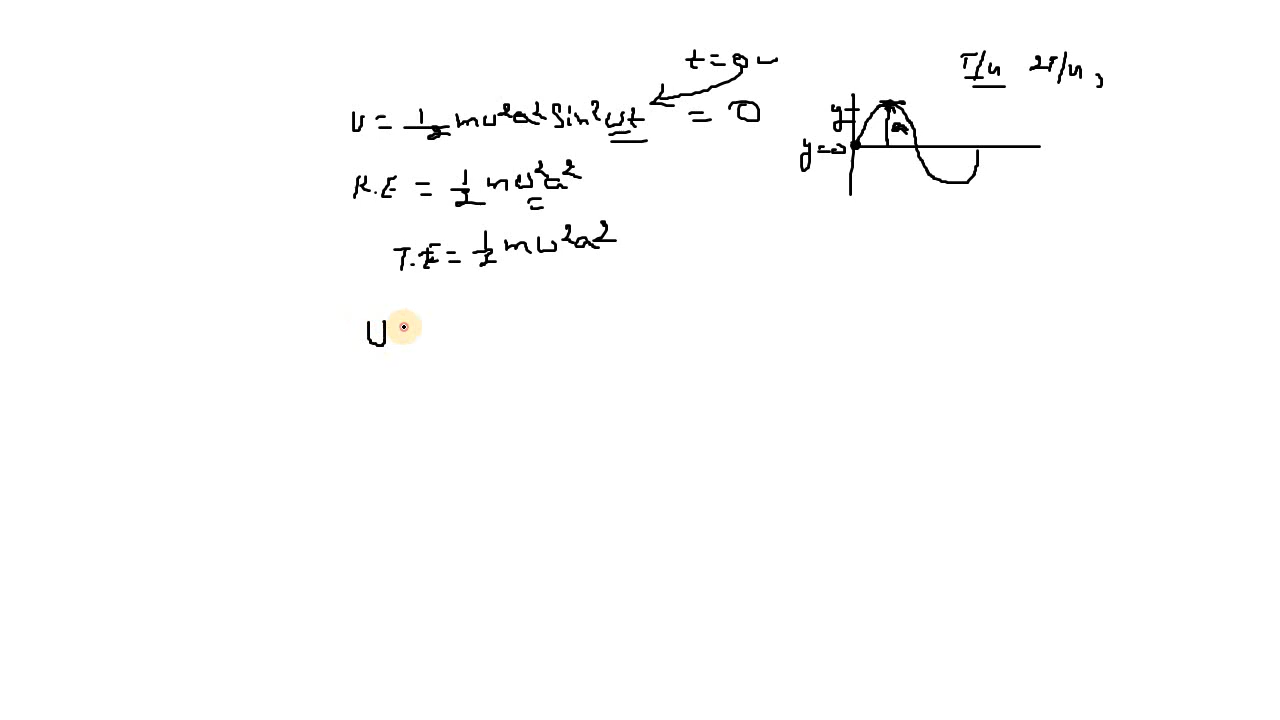 t = 0
T/4 2T/4 ,
U = 1/2 mω²a² Sin² ωt = 0
y
a
y=0
K.E = 1/2 mω²a²
T.E = 1/2 mω²a²
U